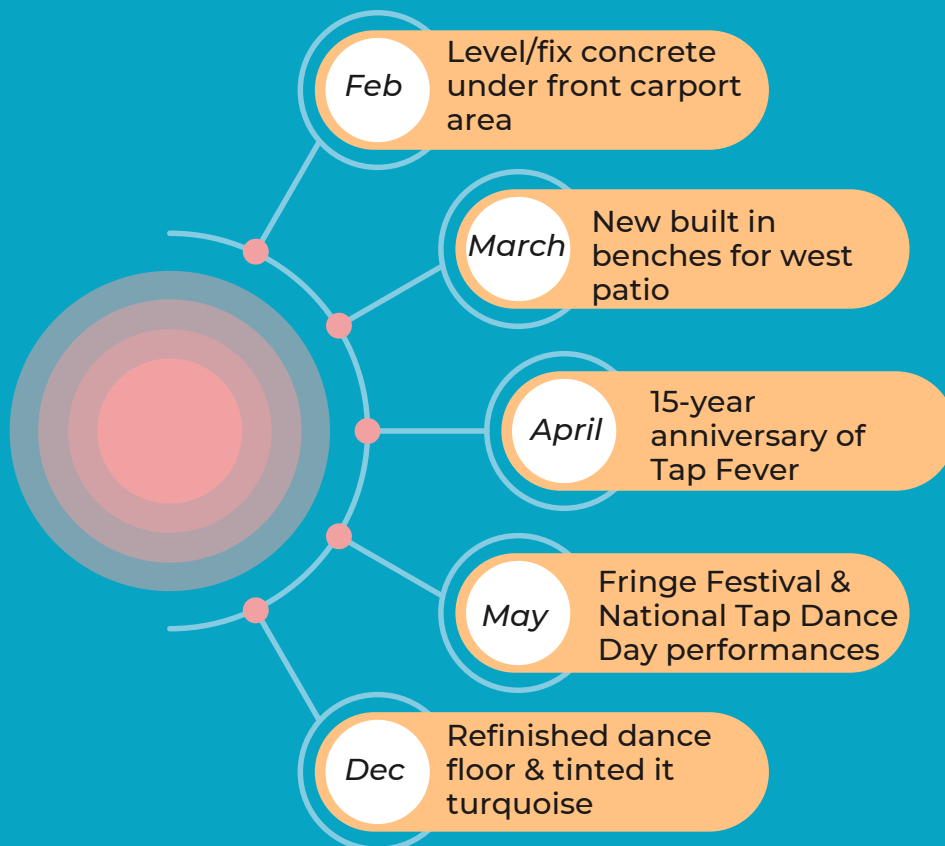 Feb
Level/fix concrete
under front carport
area
March
New built in
benches for west
patio
April
15-year
anniversary of
Tap Fever
May
Fringe Festival &
National Tap Dance
Day performances
Dec
Refinished dance
floor & tinted it
turquoise